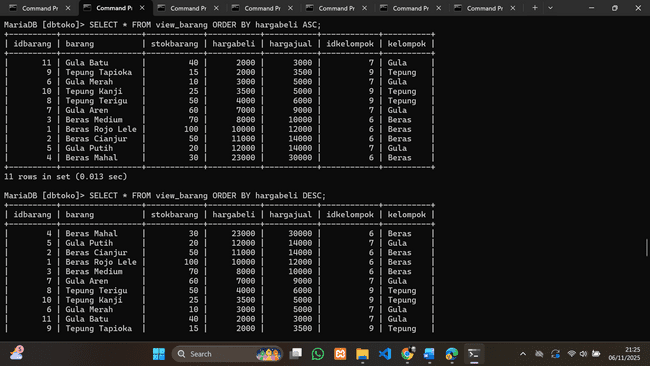 Command Pr Command Pr Command Pr Command Pr Command Pr Command Pr Command Pr
MariaDB [dbtoko]> SELECT * FROM view_barang ORDER BY hargabeli ASC;
+----------+-----------------+------------+-----------+-----------+------------+----------+
| idbarang | barang | stokbarang | hargabeli | hargajual | idkelompok | kelompok |
+----------+-----------------+------------+-----------+-----------+------------+----------+
| 11 | Gula Batu | 40 | 2000 | 3000 | 7 | Gula |
| 9 | Tepung Tapioka | 15 | 2000 | 3500 | 9 | Tepung |
| 6 | Gula Merah | 10 | 3000 | 5000 | 7 | Gula |
| 10 | Tepung Kanji | 25 | 3500 | 5000 | 9 | Tepung |
| 8 | Tepung Terigu | 50 | 4000 | 6000 | 9 | Tepung |
| 7 | Gula Aren | 60 | 7000 | 9000 | 7 | Gula |
| 3 | Beras Medium | 70 | 8000 | 10000 | 6 | Beras |
| 1 | Beras Rojo Lele | 100 | 10000 | 12000 | 6 | Beras |
| 2 | Beras Cianjur | 50 | 11000 | 14000 | 6 | Beras |
| 5 | Gula Putih | 20 | 12000 | 14000 | 7 | Gula |
| 4 | Beras Mahal | 30 | 23000 | 30000 | 6 | Beras |
+----------+-----------------+------------+-----------+-----------+------------+----------+
11 rows in set (0.013 sec)
MariaDB [dbtoko]> SELECT * FROM view_barang ORDER BY hargabeli DESC;
+----------+-----------------+------------+-----------+-----------+------------+----------+
| idbarang | barang | stokbarang | hargabeli | hargajual | idkelompok | kelompok |
+----------+-----------------+------------+-----------+-----------+------------+----------+
| 4 | Beras Mahal | 30 | 23000 | 30000 | 6 | Beras |
| 5 | Gula Putih | 20 | 12000 | 14000 | 7 | Gula |
| 2 | Beras Cianjur | 50 | 11000 | 14000 | 6 | Beras |
| 1 | Beras Rojo Lele | 100 | 10000 | 12000 | 6 | Beras |
| 3 | Beras Medium | 70 | 8000 | 10000 | 6 | Beras |
| 7 | Gula Aren | 60 | 7000 | 9000 | 7 | Gula |
| 8 | Tepung Terigu | 50 | 4000 | 6000 | 9 | Tepung |
| 10 | Tepung Kanji | 25 | 3500 | 5000 | 9 | Tepung |
| 6 | Gula Merah | 10 | 3000 | 5000 | 7 | Gula |
| 11 | Gula Batu | 40 | 2000 | 3000 | 7 | Gula |
| 9 | Tepung Tapioka | 15 | 2000 | 3500 | 9 | Tepung |
Search
21:25
06/11/2025